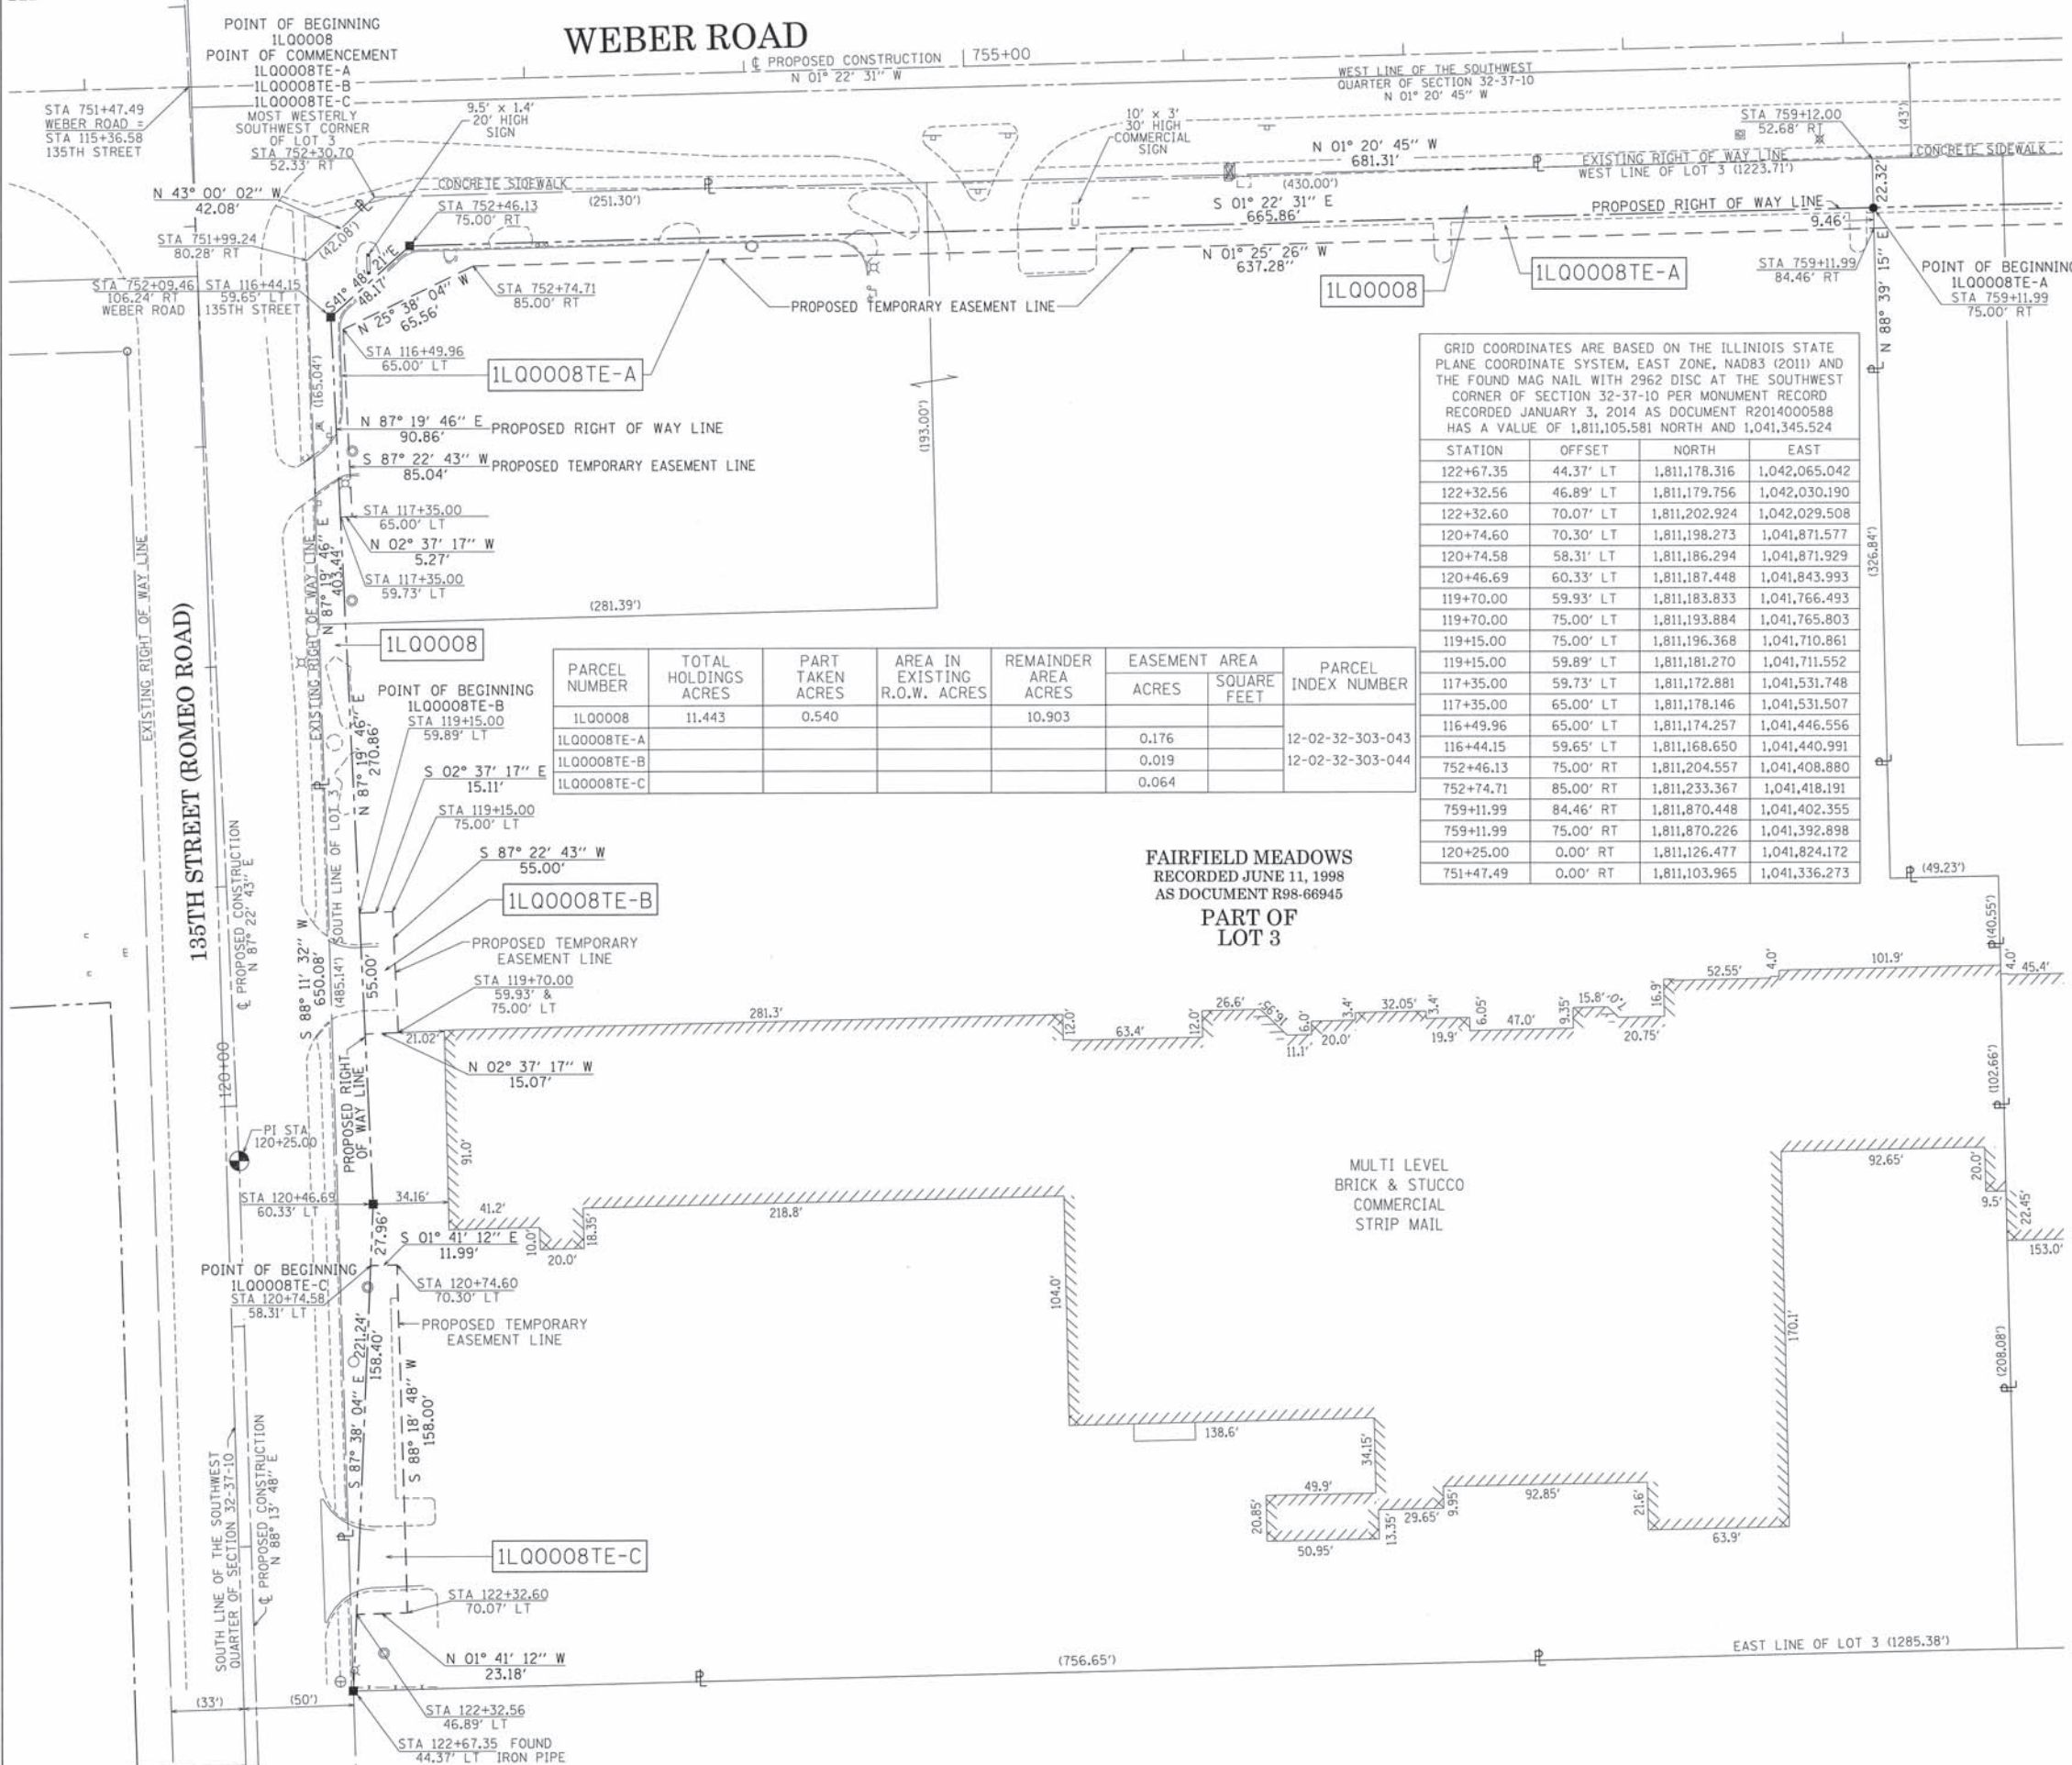 WEBER ROAD
POINT OF BEGINNING
1LQ0008
POINT OF COMMENCEMENT
1LQ0008TE-A
1LQ0008TE-B
1LQ0008TE-C
MOST WESTERLY
SOUTHWEST CORNER
OF LOT 3
STA 752+30.70
52.33' RT
STA 751+47.49
WEBER ROAD =
STA 115+36.58
135TH STREET
℄ PROPOSED CONSTRUCTION
N 01° 22' 31" W
755+00
WEST LINE OF THE SOUTHWEST
QUARTER OF SECTION 32-37-10
N 01° 20' 45" W
9.5' x 1.4'
20' HIGH
SIGN
10' x 3'
30' HIGH
COMMERCIAL
SIGN
N 01° 20' 45" W
681.31'
STA 759+12.00
52.68' RT
(43')
EXISTING RIGHT OF WAY LINE
WEST LINE OF LOT 3 (1223.71')
CONCRETE SIDEWALK
CONCRETE SIDEWALK
(251.30')
(430.00')
S 01° 22' 31" E
665.86'
PROPOSED RIGHT OF WAY LINE
22.32'
9.46'
N 43° 00' 02" W
42.08'
(42.08')
STA 751+99.24
80.28' RT
STA 752+46.13
75.00' RT
S41° 48' 21"E
48.17'
N 25° 38' 04" W
65.56'
STA 752+74.71
85.00' RT
STA 752+09.46
106.24' RT
WEBER ROAD
STA 116+44.15
59.65' LT
135TH STREET
N 01° 25' 26" W
637.28"
PROPOSED TEMPORARY EASEMENT LINE
1LQ0008
1LQ0008TE-A
STA 759+11.99
84.46' RT
N 88° 39' 15" E
POINT OF BEGINNING
1LQ0008TE-A
STA 759+11.99
75.00' RT
STA 116+49.96
65.00' LT
1LQ0008TE-A
(165.04')
N 87° 19' 46" E
90.86'
PROPOSED RIGHT OF WAY LINE
S 87° 22' 43" W
85.04'
PROPOSED TEMPORARY EASEMENT LINE
(193.00')
STA 117+35.00
65.00' LT
N 02° 37' 17" W
5.27'
STA 117+35.00
59.73' LT
(281.39')
(326.84')
GRID COORDINATES ARE BASED ON THE ILLINIOIS STATE
PLANE COORDINATE SYSTEM, EAST ZONE, NAD83 (2011) AND
THE FOUND MAG NAIL WITH 2962 DISC AT THE SOUTHWEST
CORNER OF SECTION 32-37-10 PER MONUMENT RECORD
RECORDED JANUARY 3, 2014 AS DOCUMENT R2014000588
HAS A VALUE OF 1,811,105.581 NORTH AND 1,041,345.524
STATION OFFSET NORTH EAST
122+67.35 44.37' LT 1,811,178.316 1,042,065.042
122+32.56 46.89' LT 1,811,179.756 1,042,030.190
122+32.60 70.07' LT 1,811,202.924 1,042,029.508
120+74.60 70.30' LT 1,811,198.273 1,041,871.577
120+74.58 58.31' LT 1,811,186.294 1,041,871.929
120+46.69 60.33' LT 1,811,187.448 1,041,843.993
119+70.00 59.93' LT 1,811,183.833 1,041,766.493
119+70.00 75.00' LT 1,811,193.884 1,041,765.803
119+15.00 75.00' LT 1,811,196.368 1,041,710.861
119+15.00 59.89' LT 1,811,181.270 1,041,711.552
117+35.00 59.73' LT 1,811,172.881 1,041,531.748
117+35.00 65.00' LT 1,811,178.146 1,041,531.507
116+49.96 65.00' LT 1,811,174.257 1,041,446.556
116+44.15 59.65' LT 1,811,168.650 1,041,440.991
752+46.13 75.00' RT 1,811,204.557 1,041,408.880
752+74.71 85.00' RT 1,811,233.367 1,041,418.191
759+11.99 84.46' RT 1,811,870.448 1,041,402.355
759+11.99 75.00' RT 1,811,870.226 1,041,392.898
120+25.00 0.00' RT 1,811,126.477 1,041,824.172
751+47.49 0.00' RT 1,811,103.965 1,041,336.273
PARCEL NUMBER TOTAL HOLDINGS ACRES PART TAKEN ACRES AREA IN EXISTING R.O.W. ACRES REMAINDER AREA ACRES EASEMENT AREA ACRES SQUARE FEET PARCEL INDEX NUMBER
1LQ0008 11.443 0.540 10.903
1LQ0008TE-A 0.176 12-02-32-303-043
1LQ0008TE-B 0.019 12-02-32-303-044
1LQ0008TE-C 0.064
135TH STREET (ROMEO ROAD)
EXISTING RIGHT OF WAY LINE
℄ PROPOSED CONSTRUCTION
N 87° 22' 43" E
120+00
EXISTING RIGHT OF WAY LINE
SOUTH LINE OF LOT 3
(485.14')
S 88° 11' 32" W
650.08'
N 87° 19' 46" E
403.44'
1LQ0008
N 87° 19' 46" E
270.86'
POINT OF BEGINNING
1LQ0008TE-B
STA 119+15.00
59.89' LT
S 02° 37' 17" E
15.11'
STA 119+15.00
75.00' LT
S 87° 22' 43" W
55.00'
1LQ0008TE-B
55.00'
PROPOSED TEMPORARY
EASEMENT LINE
STA 119+70.00
59.93' &
75.00' LT
21.02'
N 02° 37' 17" W
15.07'
PROPOSED RIGHT
OF WAY LINE
PI STA
120+25.00
STA 120+46.69
60.33' LT
34.16'
27.96'
S 01° 41' 12" E
11.99'
POINT OF BEGINNING
1LQ0008TE-C
STA 120+74.58
58.31' LT
STA 120+74.60
70.30' LT
PROPOSED TEMPORARY
EASEMENT LINE
S 87° 38' 04" E
221.24'
158.40'
S 88° 18' 48" W
158.00'
SOUTH LINE OF THE SOUTHWEST
QUARTER OF SECTION 32-37-10
℄ PROPOSED CONSTRUCTION
N 88° 13' 48" E
1LQ0008TE-C
STA 122+32.60
70.07' LT
N 01° 41' 12" W
23.18'
STA 122+32.56
46.89' LT
STA 122+67.35 FOUND
44.37' LT IRON PIPE
(33')
(50')
FAIRFIELD MEADOWS
RECORDED JUNE 11, 1998
AS DOCUMENT R98-66945
PART OF
LOT 3
(49.23')
(40.55')
(102.66')
(208.08')
281.3'
12.0'
63.4'
12.0'
26.6'
16.95'
6.0'
11.1'
20.0'
3.4'
32.05'
3.4'
19.9'
6.05'
47.0'
9.35'
15.8'
20.75'
16.9'
52.55'
4.0'
101.9'
4.0'
45.4'
91.0'
41.2'
10.0'
20.0'
18.35'
218.8'
104.0'
138.6'
34.15'
49.9'
20.85'
50.95'
13.35'
29.65'
9.95'
92.85'
21.6'
63.9'
170.1'
92.65'
20.0'
9.5'
22.45'
153.0'
MULTI LEVEL
BRICK & STUCCO
COMMERCIAL
STRIP MAIL
(756.65')
EAST LINE OF LOT 3 (1285.38')